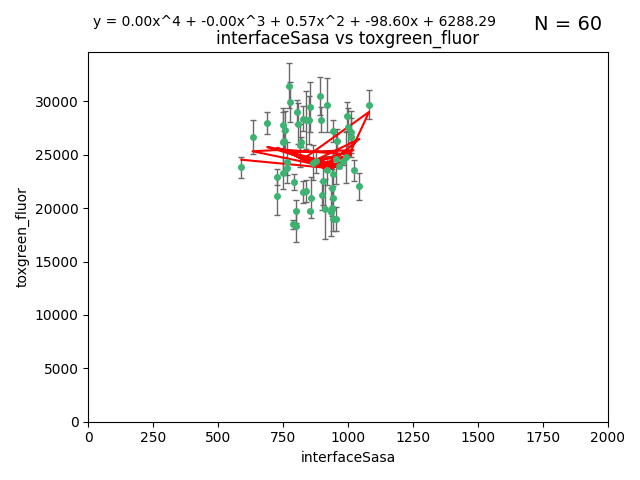 y = 0.00x^4 + -0.00x^3 + 0.57x^2 + -98.60x + 6288.29
N = 60
interfaceSasa vs toxgreen_fluor
30000
25000
20000
15000
10000
5000
0
toxgreen_fluor
0 250 500 750 1000 1250 1500 1750 2000
interfaceSasa